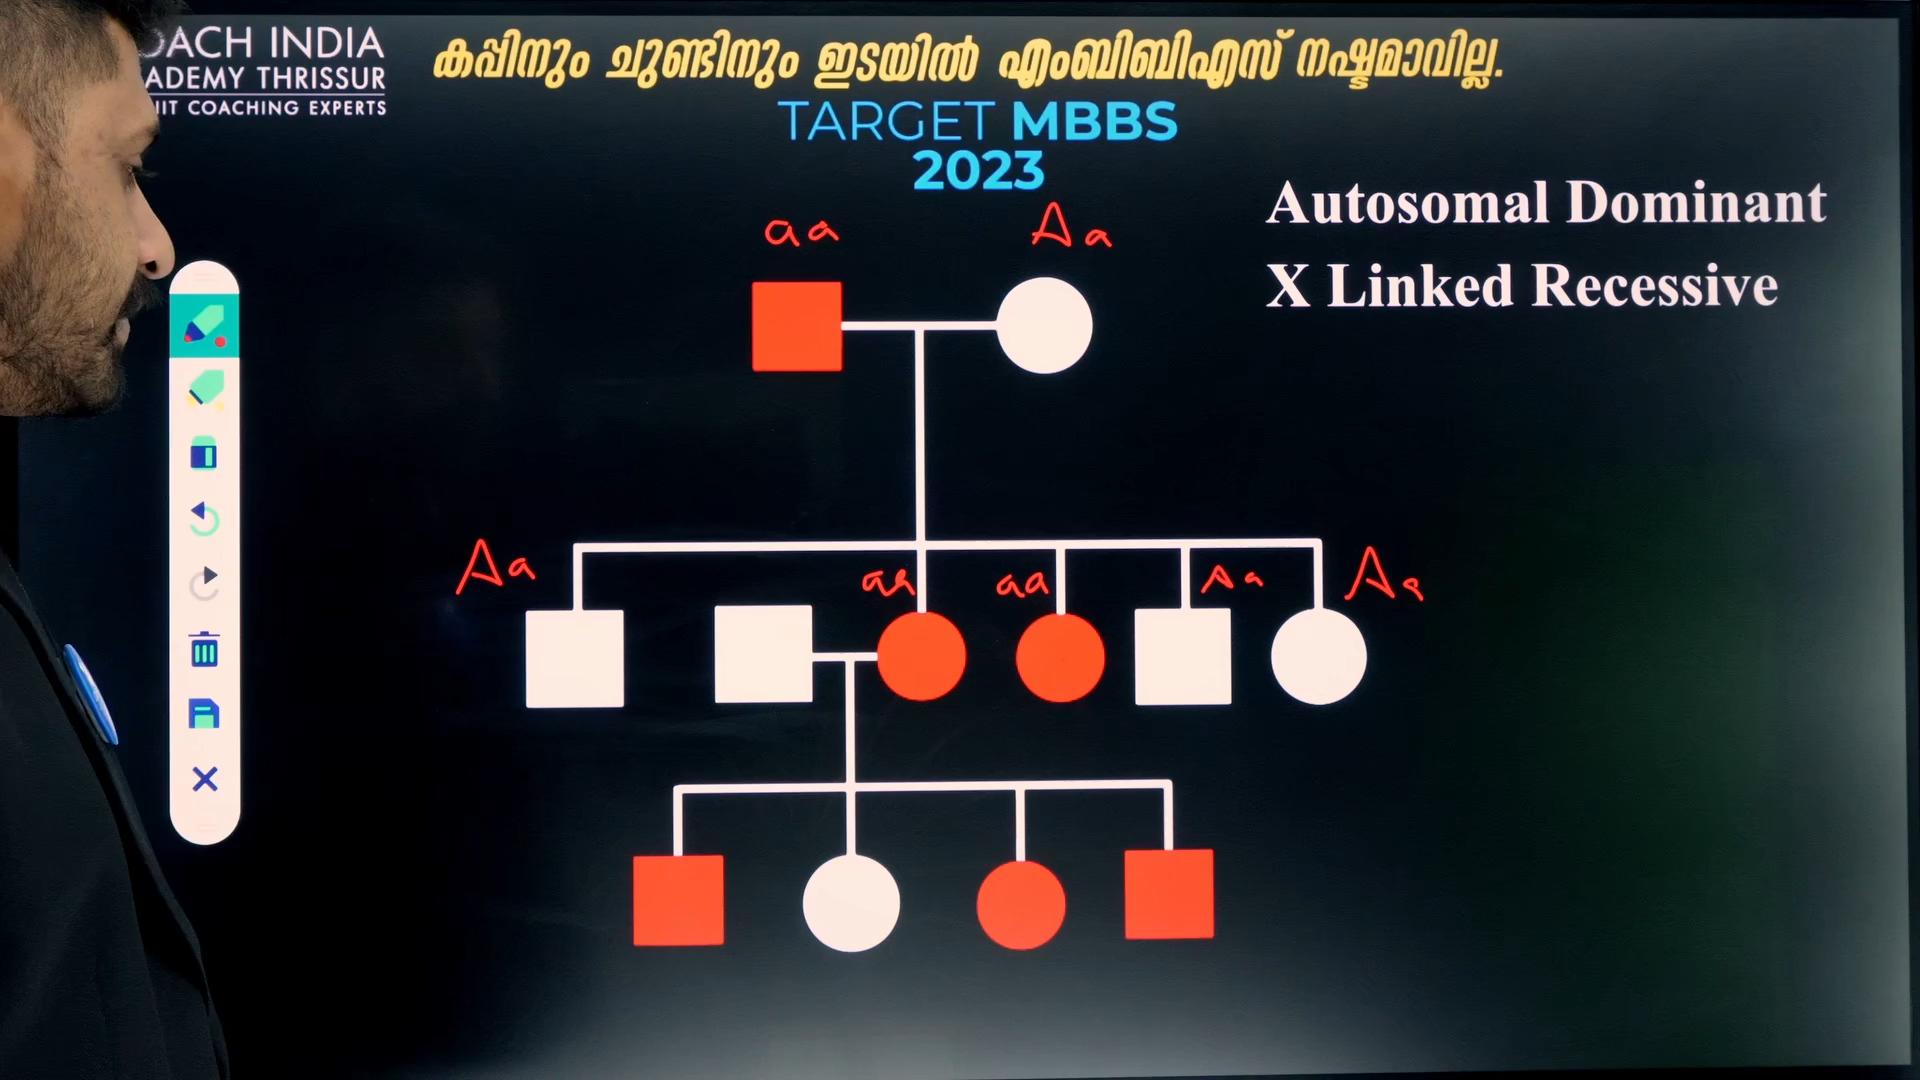 ACH INDIA
ADEMY THRISSUR
IIT COACHING EXPERTS
കപ്പിനും ചുണ്ടിനും ഇടയിൽ എംബിബിഎസ് നഷ്ടമാവില്ല.
TARGET MBBS
2023
Autosomal Dominant
X Linked Recessive
aa Aa
Aa aa aa Aa Aa